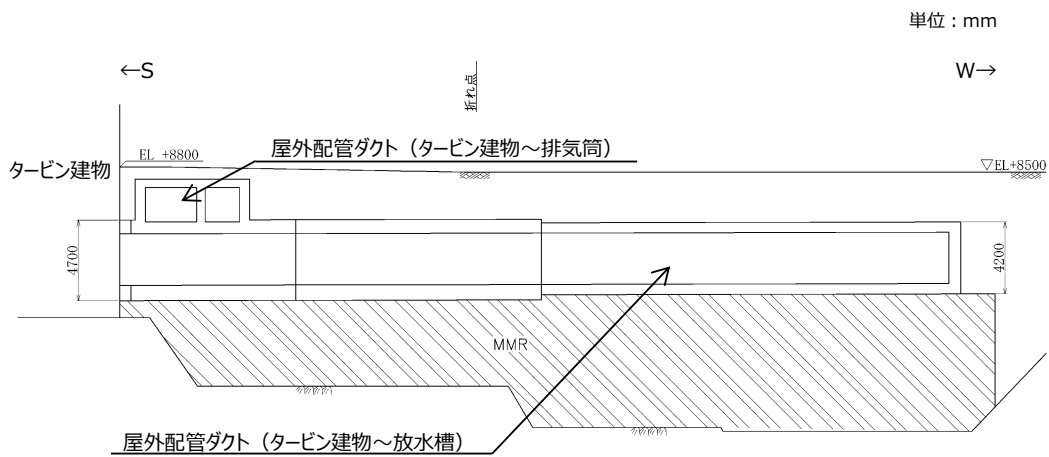 単位：mm
←S
W→
折れ点
EL +8800
屋外配管ダクト（タービン建物～排気筒）
タービン建物
▽EL+8500
4700
4200
MMR
屋外配管ダクト（タービン建物～放水槽）